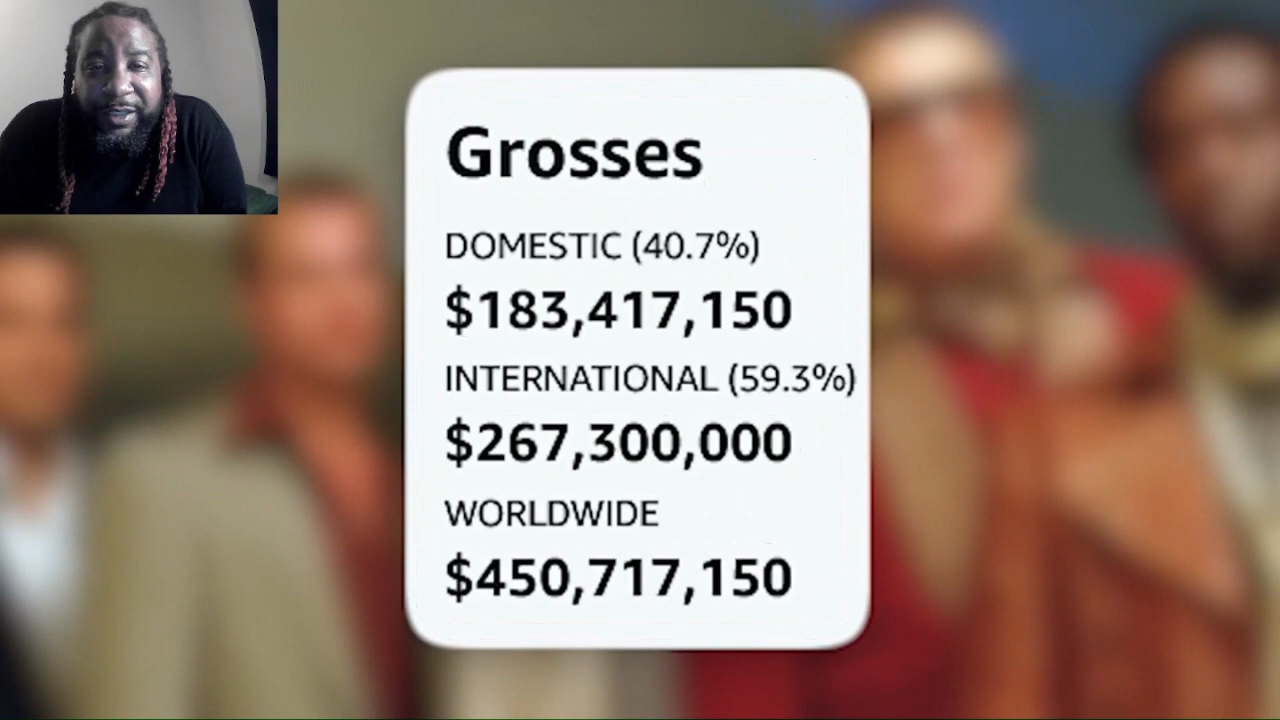 Grosses
DOMESTIC (40.7%)
$183,417,150
INTERNATIONAL (59.3%)
$267,300,000
WORLDWIDE
$450,717,150